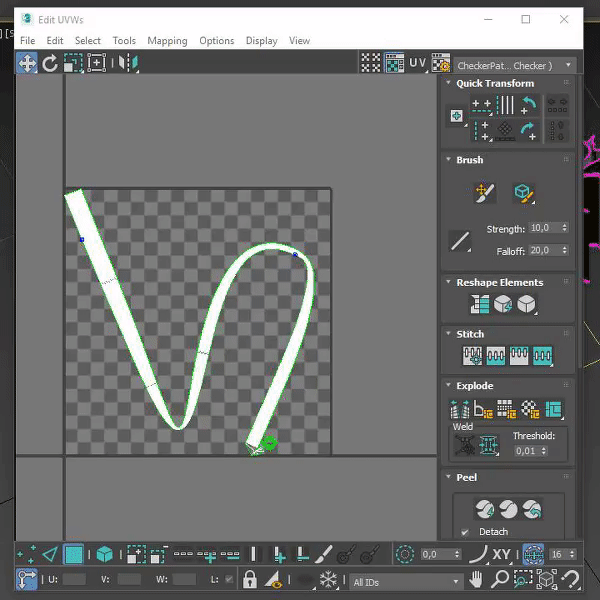 Edit UVWs
File Edit Select Tools Mapping Options Display View
UV CheckerPat... Checker )
Quick Transform
Brush
Strength: 10,0
Falloff: 20,0
Reshape Elements
Stitch
Explode
Weld
Threshold:
0,01
Peel
Detach
0,0 XY 16
U: V: W: L: All IDs